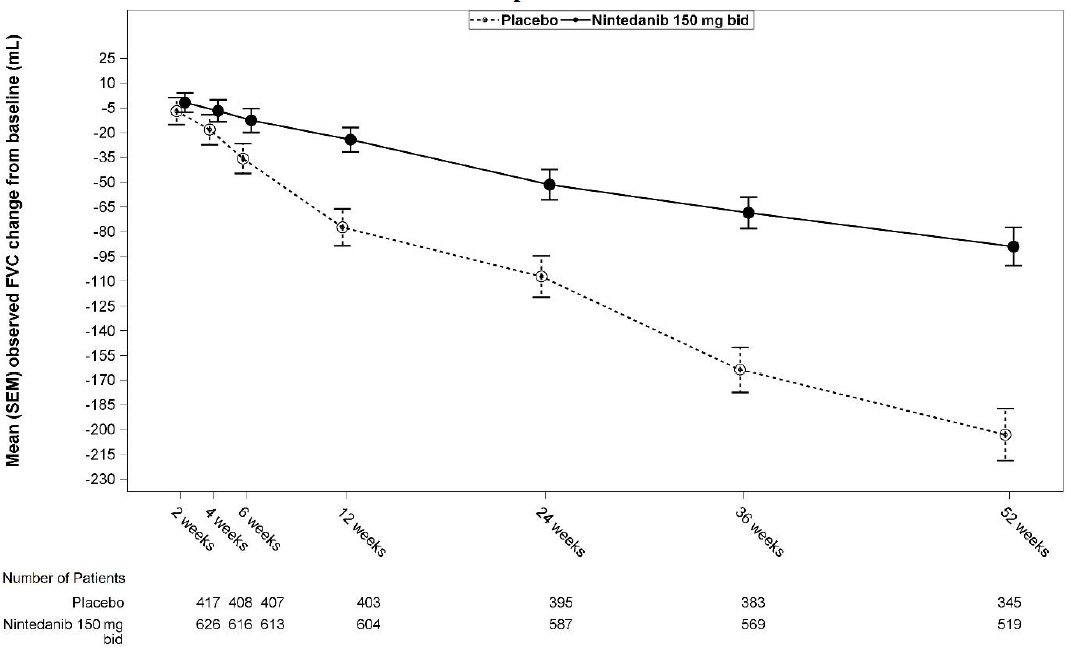 Placebo Nintedanib 150 mg bid
Mean (SEM) observed FVC change from baseline (mL)
25
10
-5
-20
-35
-50
-65
-80
-95
-110
-125
-140
-155
-170
-185
-200
-215
-230
2 weeks
4 weeks
6 weeks
12 weeks
24 weeks
36 weeks
52 weeks
Number of Patients
Placebo 417 408 407 403 395 383 345
Nintedanib 150 mg 626 616 613 604 587 569 519
bid